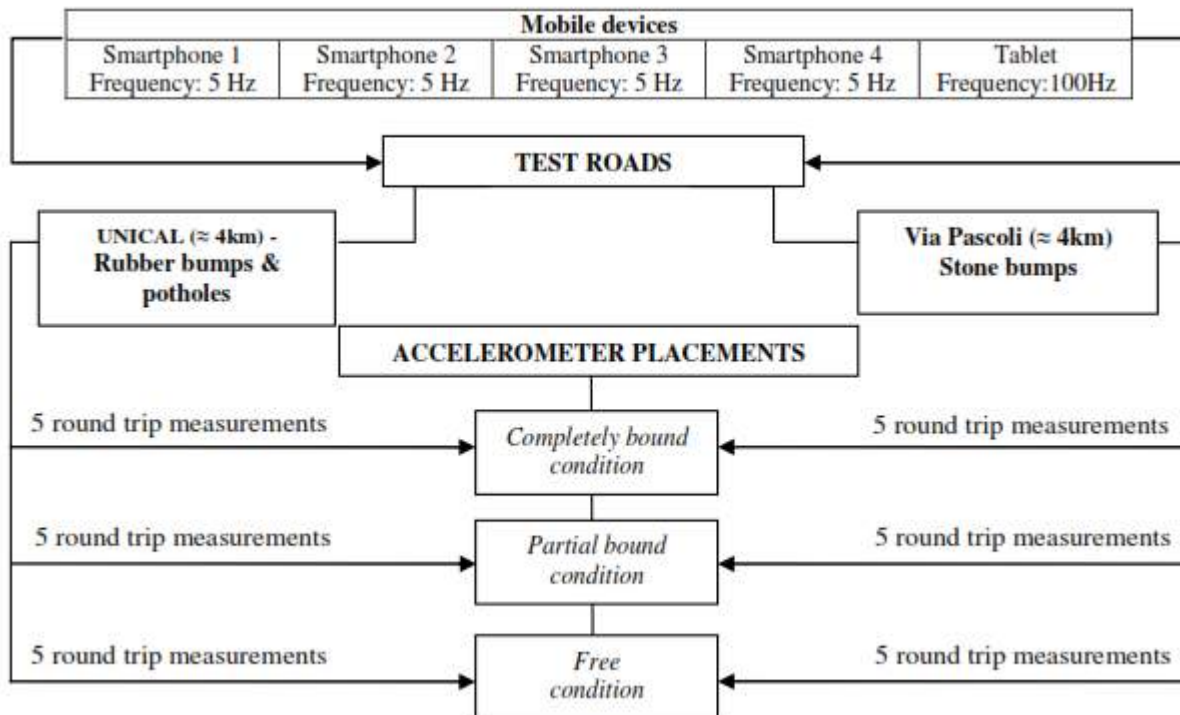 Mobile devices
Smartphone 1
Frequency: 5 Hz
Smartphone 2
Frequency: 5 Hz
Smartphone 3
Frequency: 5 Hz
Smartphone 4
Frequency: 5 Hz
Tablet
Frequency:100Hz
TEST ROADS
UNICAL (≈ 4km) -
Rubber bumps &
potholes
Via Pascoli (≈ 4km)
Stone bumps
ACCELEROMETER PLACEMENTS
5 round trip measurements
Completely bound
condition
5 round trip measurements
5 round trip measurements
Partial bound
condition
5 round trip measurements
5 round trip measurements
Free
condition
5 round trip measurements